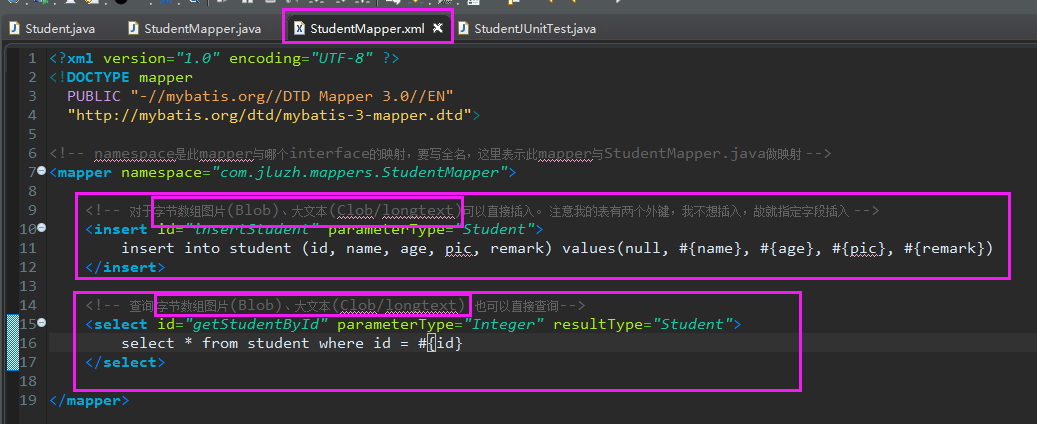 Student.java StudentMapper.java StudentMapper.xml StudentJUnitTest.java
1 <?xml version="1.0" encoding="UTF-8" ?>
2 <!DOCTYPE mapper
3 PUBLIC "-//mybatis.org//DTD Mapper 3.0//EN"
4 "http://mybatis.org/dtd/mybatis-3-mapper.dtd">
5
6 <!-- namespace是此mapper与哪个interface的映射，要写全名，这里表示此mapper与StudentMapper.java做映射 -->
7 <mapper namespace="com.jluzh.mappers.StudentMapper">
8
9 <!-- 对于字节数组图片(Blob)、大文本(Clob/longtext)可以直接插入。注意我的表有两个外键，我不想插入，故就指定字段插入 -->
10 <insert id="insertStudent" parameterType="Student">
11 insert into student (id, name, age, pic, remark) values(null, #{name}, #{age}, #{pic}, #{remark})
12 </insert>
13
14 <!-- 查询字节数组图片(Blob)、大文本(Clob/longtext) 也可以直接查询-->
15 <select id="getStudentById" parameterType="Integer" resultType="Student">
16 select * from student where id = #{id}
17 </select>
18
19 </mapper>